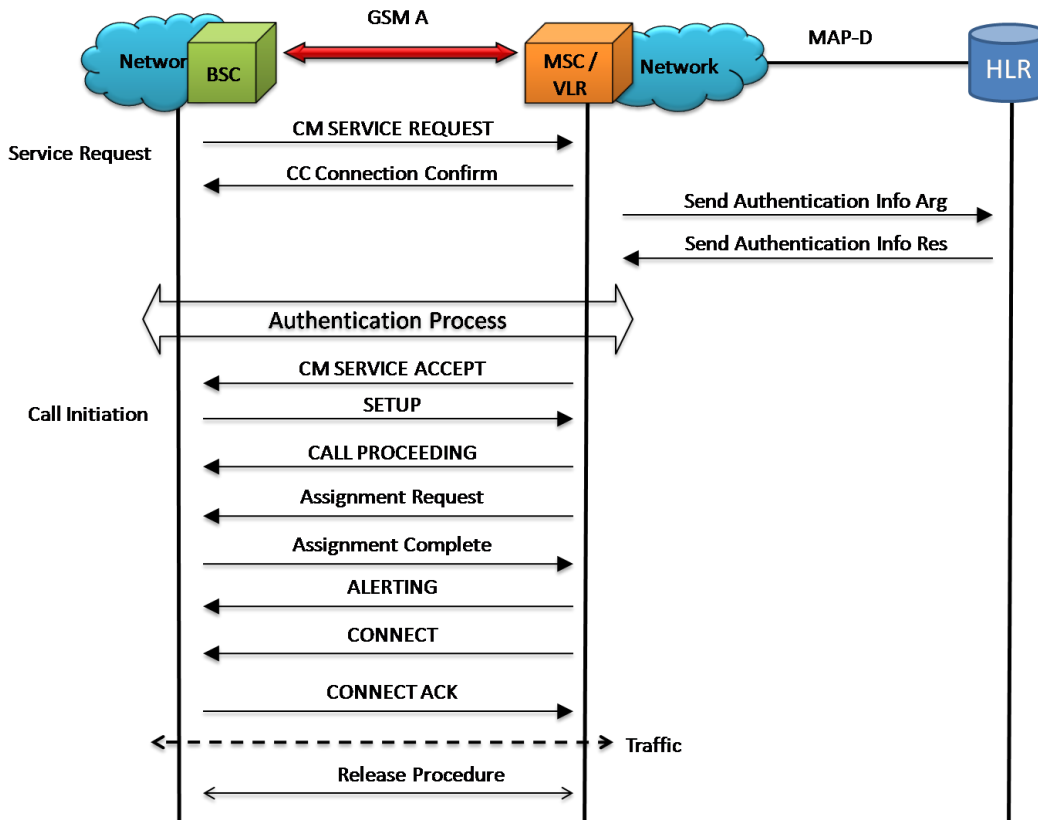 GSM A
MAP-D
Networ
BSC
MSC /
VLR
Network
HLR
CM SERVICE REQUEST
Service Request
CC Connection Confirm
Send Authentication Info Arg
Send Authentication Info Res
Authentication Process
CM SERVICE ACCEPT
Call Initiation
SETUP
CALL PROCEEDING
Assignment Request
Assignment Complete
ALERTING
CONNECT
CONNECT ACK
Traffic
Release Procedure